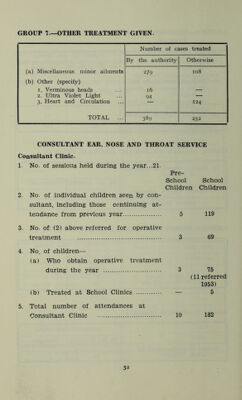 GROUP 7.—OTHER TREATMENT GIVEN.
Number of cases treated
By the authority Otherwise
(a) Miscellaneous minor ailments 279 108
(b) Other (specify)
1. Verminous heads ... 16 —
2. Ultra Violet Light ... 94 —
3. Heart and Circulation ... — 124
TOTAL ... 389 232
CONSULTANT EAR, NOSE AND THROAT SERVICE
Consultant Clinic.
1. No. of sessions held during the year...21.
Pre-
School School
Children Children
2. No. of individual children seen by con-
sultant, including those continuing at-
tendance from previous year............... 5 119
3. No. of (2) above referred for operative
treatment ............................... 3 69
4. No. of children—
(a) Who obtain operative treatment
during the year ..................... 3 75
(11 referred
1953)
(b) Treated at School Clinics ............ — 5
5. Total number of attendances at
Consultant Clinic ........................ 10 182
32